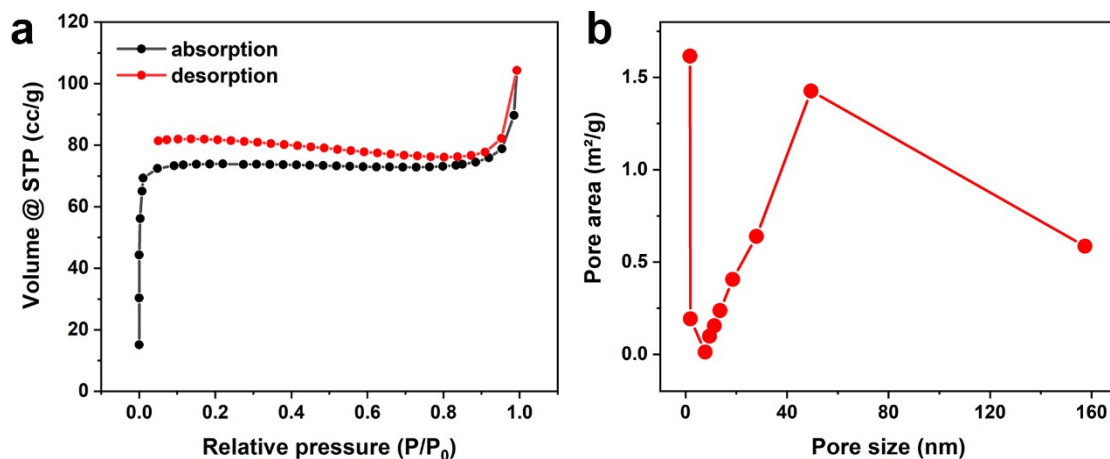 a
120
100
80
60
40
20
0
Volume @ STP (cc/g)
absorption
desorption
0.0 0.2 0.4 0.6 0.8 1.0
Relative pressure (P/P₀)
b
1.5
1.0
0.5
0.0
Pore area (m²/g)
0 40 80 120 160
Pore size (nm)